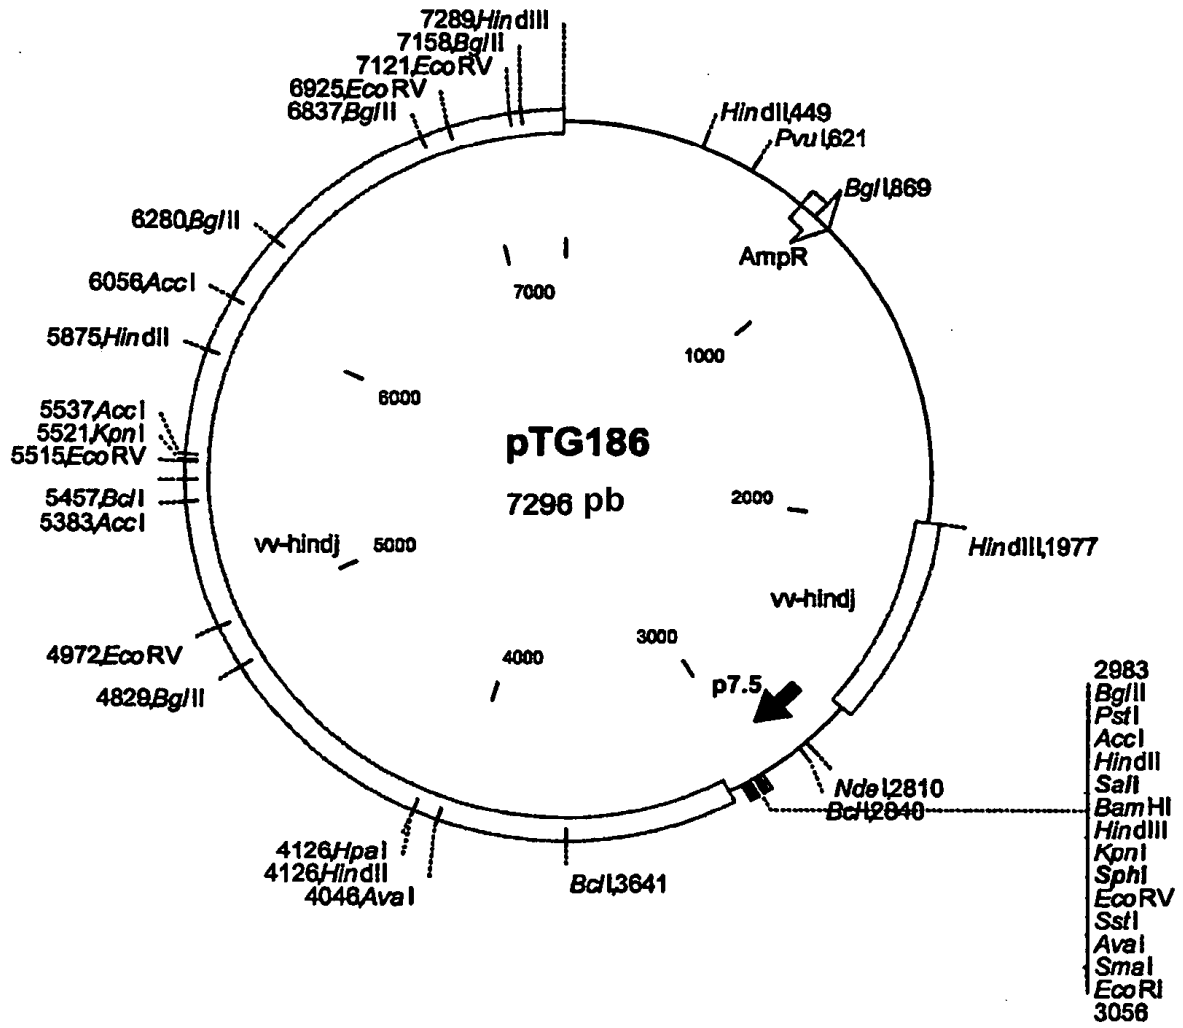 7289,HindIII
7158,BglII
7121,EcoRV
6925,EcoRV
6837,BglII
HindII,449
PvuI,621
BglI,869
AmpR
6280,BglII
6056,AccI
5875,HindII
7000
1000
6000
5537,AccI
5521,KpnI
5515,EcoRV
5457,BclI
5383,AccI
pTG186
7296 pb
2000
vv-hindj
5000
HindIII,1977
vv-hindj
3000
4000
4972,EcoRV
4829,BglII
p7.5
NdeI,2810
BclI,2840
4126,HpaI
4126,HindII
4046,AvaI
BclI,3641
2983
BglII
PstI
AccI
HindII
SalI
BamHI
HindIII
KpnI
SphI
EcoRV
SstI
AvaI
SmaI
EcoRI
3056